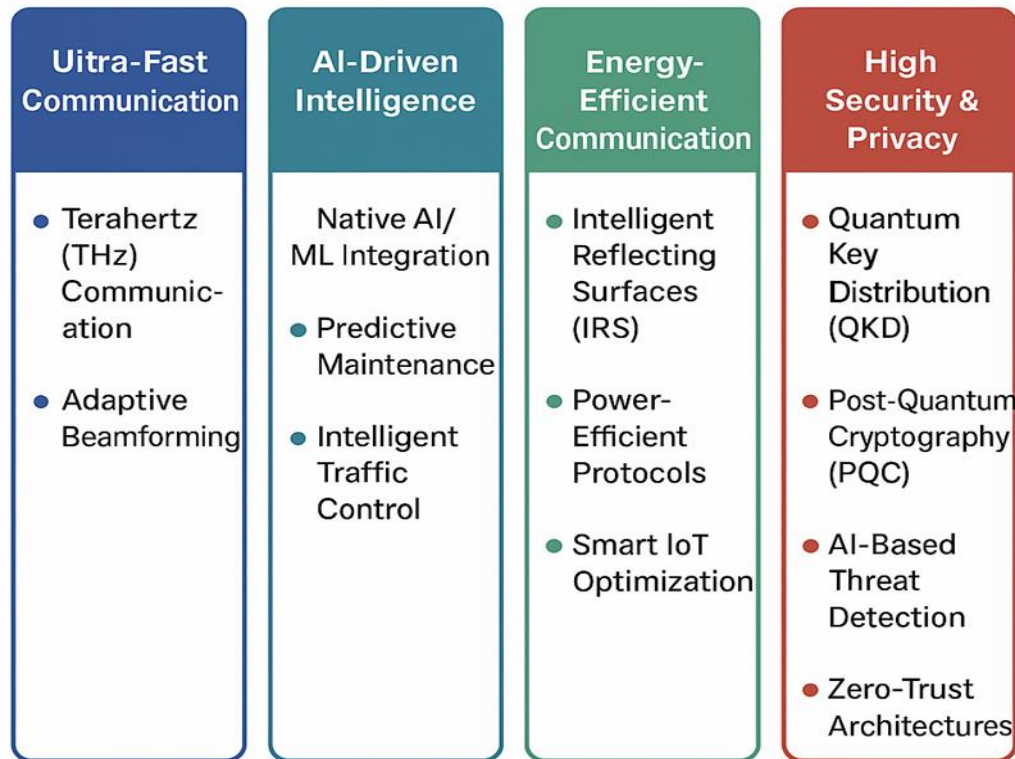 Uitra-Fast
Communication
• Terahertz
(THz)
Communic-
ation
• Adaptive
Beamforming
AI-Driven
Intelligence
Native AI/
ML Integration
• Predictive
Maintenance
• Intelligent
Traffic
Control
Energy-
Efficient
Communication
• Intelligent
Reflecting
Surfaces
(IRS)
• Power-
Efficient
Protocols
• Smart IoT
Optimization
High
Security &
Privacy
• Quantum
Key
Distribution
(QKD)
• Post-Quantum
Cryptography
(PQC)
• AI-Based
Threat
Detection
• Zero-Trust
Architectures